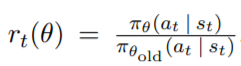 r_t(θ) = π_θ(a_t | s_t) / π_θ_old(a_t | s_t)